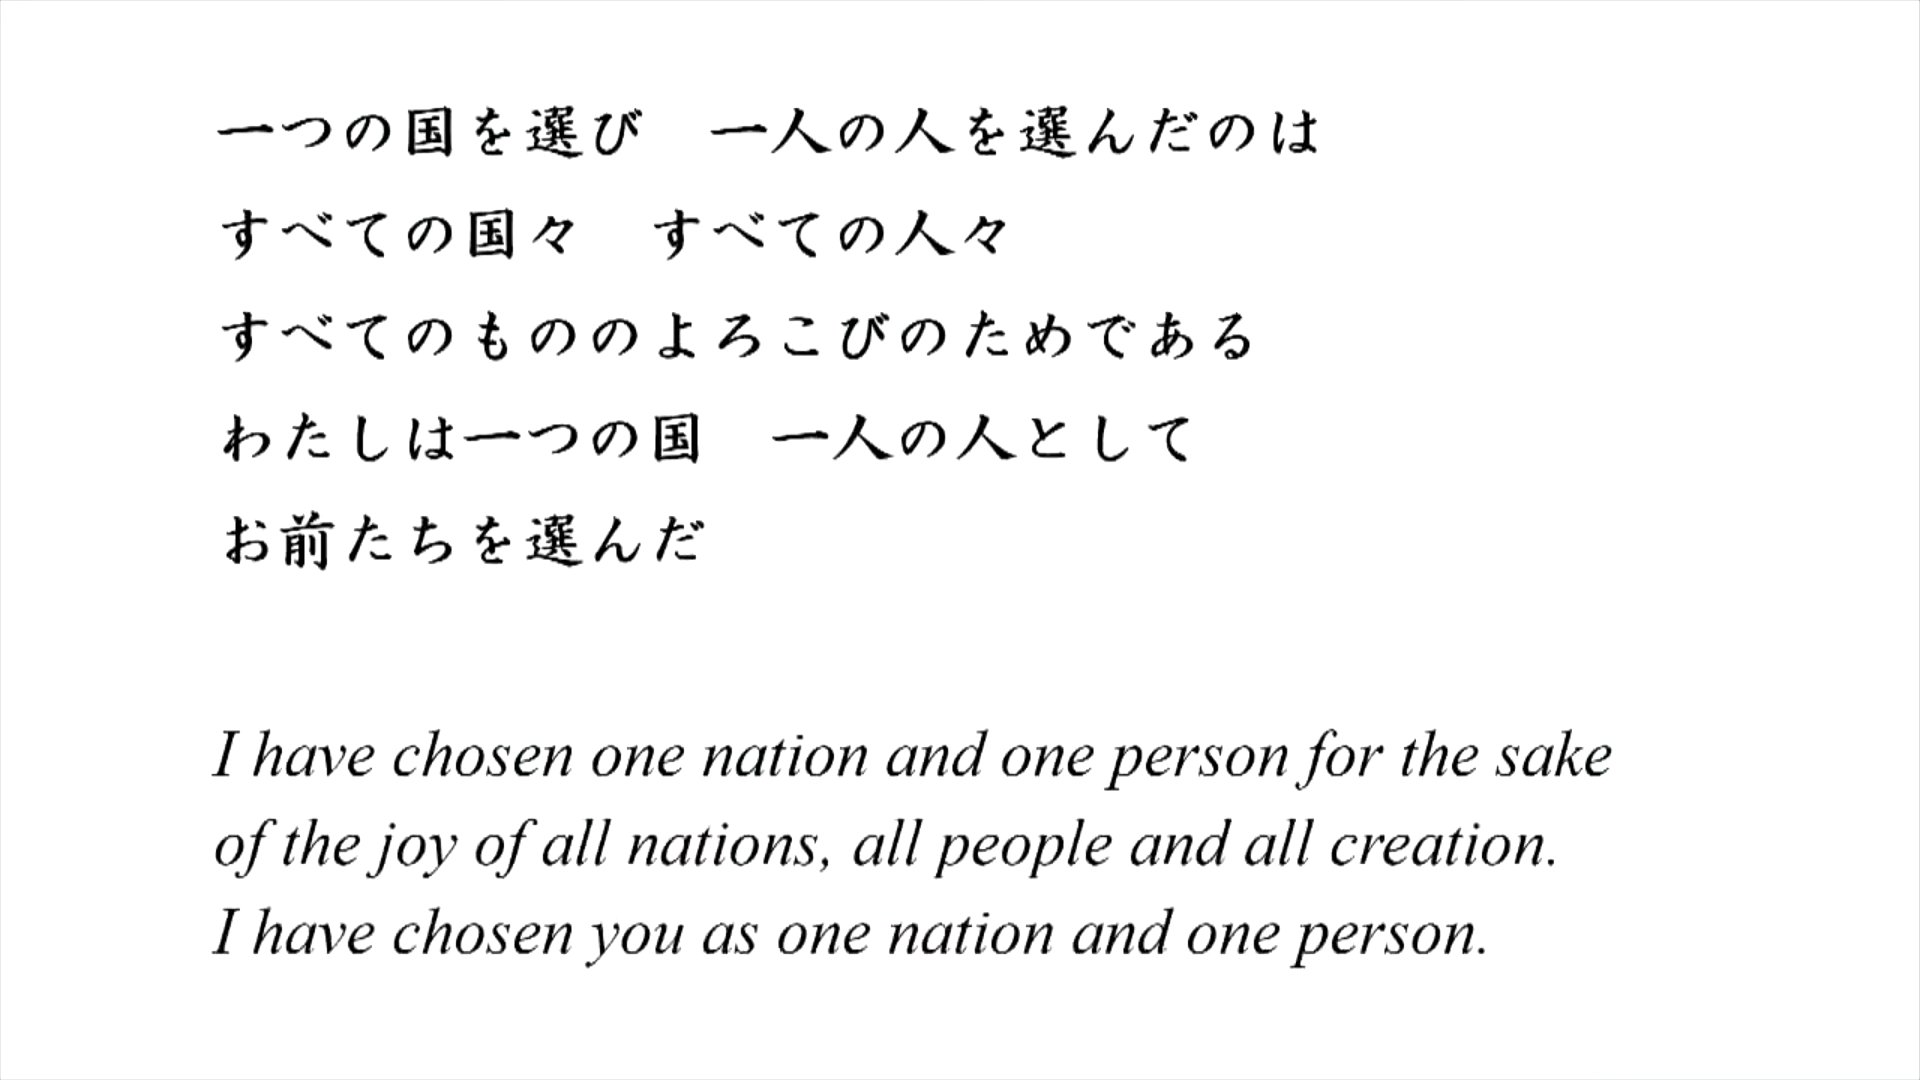 一つの国を選び　一人の人を選んだのは
すべての国々　すべての人々
すべてのもののよろこびのためである
わたしは一つの国　一人の人として
お前たちを選んだ
I have chosen one nation and one person for the sake
of the joy of all nations, all people and all creation.
I have chosen you as one nation and one person.